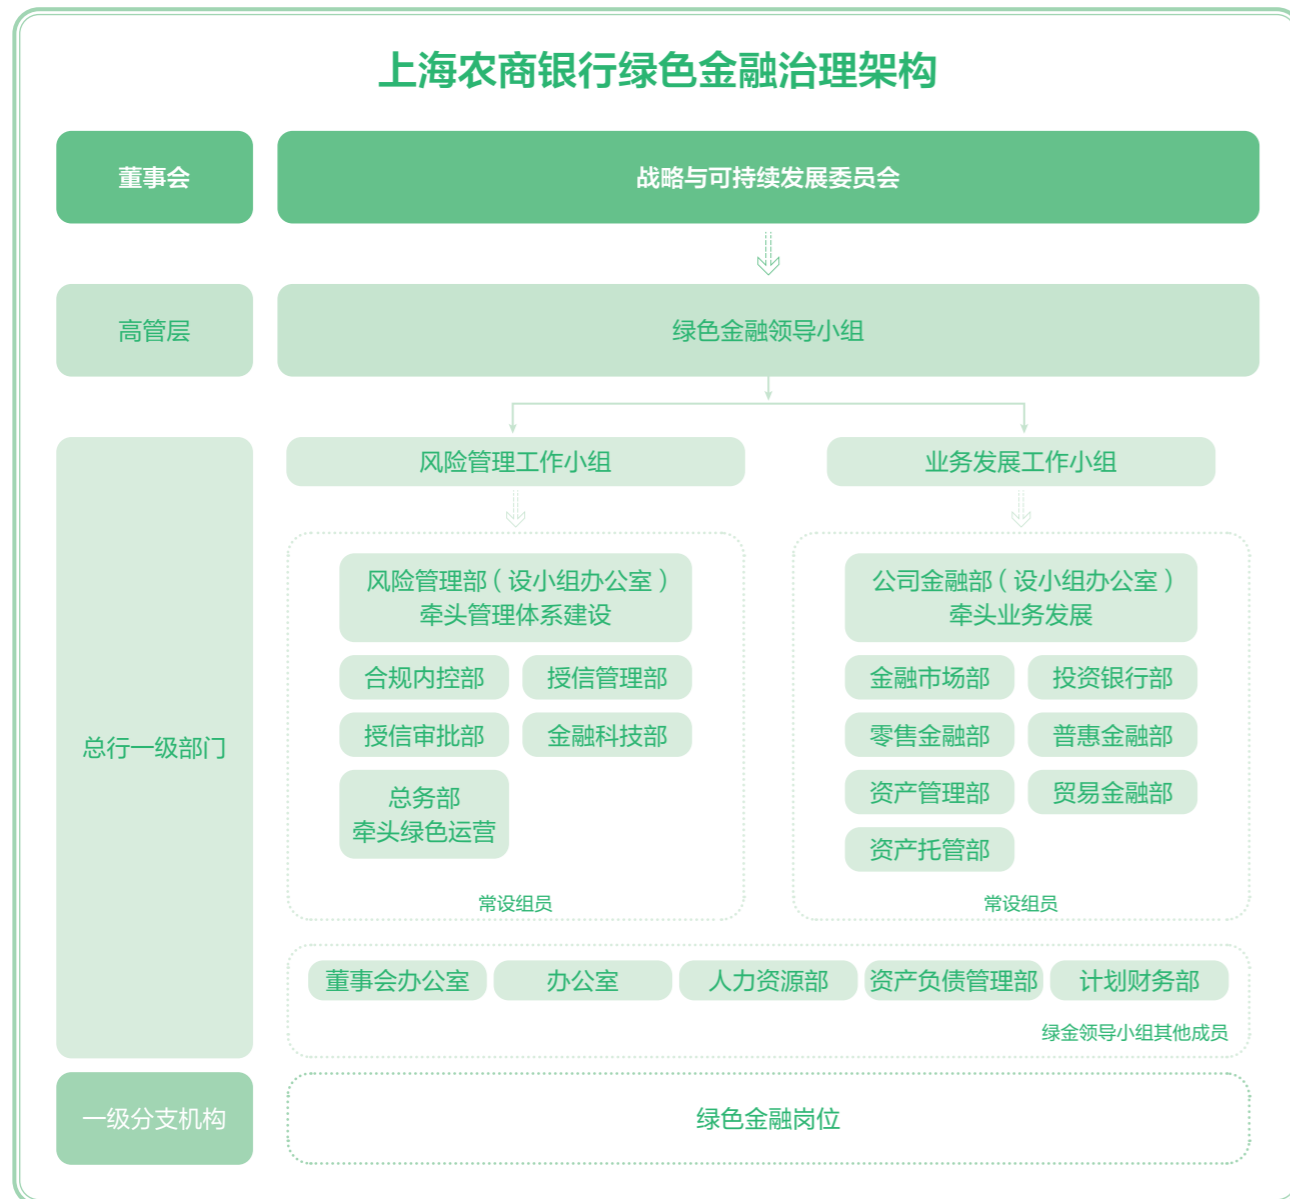 上海农商银行绿色金融治理架构
董事会
战略与可持续发展委员会
高管层
绿色金融领导小组
总行一级部门
风险管理工作小组
风险管理部（设小组办公室）
牵头管理体系建设
合规内控部
授信管理部
授信审批部
金融科技部
总务部
牵头绿色运营
常设组员
业务发展工作小组
公司金融部（设小组办公室）
牵头业务发展
金融市场部
投资银行部
零售金融部
普惠金融部
资产管理部
贸易金融部
资产托管部
常设组员
董事会办公室
办公室
人力资源部
资产负债管理部
计划财务部
绿金领导小组其他成员
一级分支机构
绿色金融岗位